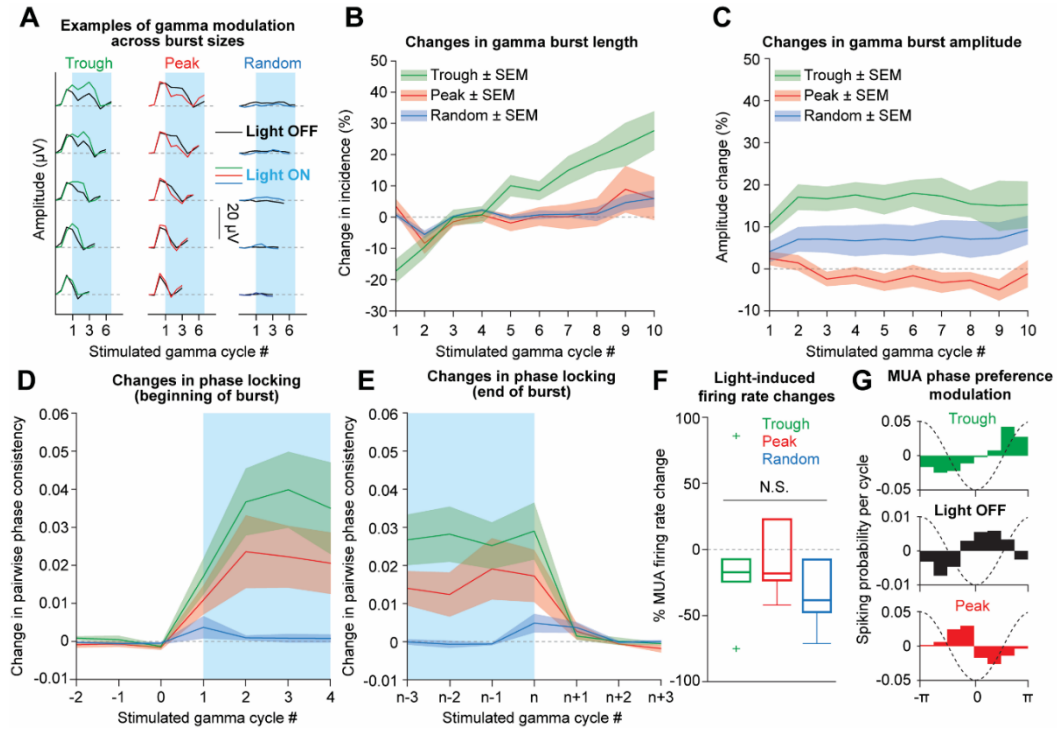 A
Examples of gamma modulation
across burst sizes
Trough Peak Random
Light OFF
Light ON
20 µV
Amplitude (µV)
1 3 6 1 3 6 1 3 6
Stimulated gamma cycle #
B
Changes in gamma burst length
Trough ± SEM
Peak ± SEM
Random ± SEM
Change in incidence (%)
50
40
30
20
10
0
-10
-20
-30
1 2 3 4 5 6 7 8 9 10
Stimulated gamma cycle #
C
Changes in gamma burst amplitude
Trough ± SEM
Peak ± SEM
Random ± SEM
Amplitude change (%)
50
40
30
20
10
0
-10
1 2 3 4 5 6 7 8 9 10
Stimulated gamma cycle #
D
Changes in phase locking
(beginning of burst)
Change in pairwise phase consistency
0.06
0.05
0.04
0.03
0.02
0.01
0
-0.01
-2 -1 0 1 2 3 4
Stimulated gamma cycle #
E
Changes in phase locking
(end of burst)
Change in pairwise phase consistency
0.06
0.05
0.04
0.03
0.02
0.01
0
-0.01
n-3 n-2 n-1 n n+1 n+2 n+3
Stimulated gamma cycle #
F
Light-induced
firing rate changes
Trough
Peak
Random
N.S.
% MUA firing rate change
100
50
0
-50
-100
G
MUA phase preference
modulation
Trough
0.05
0
-0.05
Light OFF
0.01
0
-0.01
Peak
0.05
0
-0.05
Spiking probability per cycle
-π 0 π